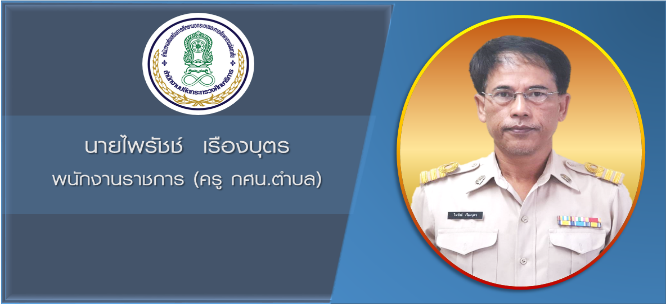 นายไพรัชช์ เรืองบุตร
พนักงานราชการ (ครู กศน.ตำบล)